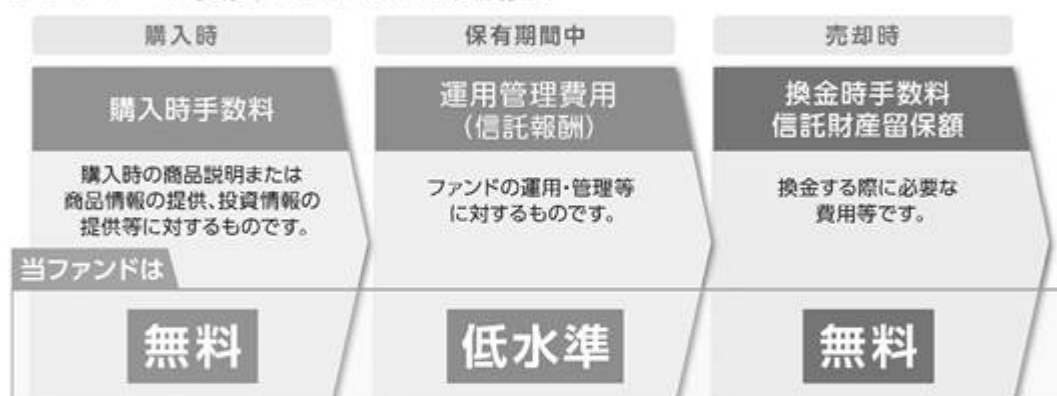 購入時
保有期間中
売却時
購入時手数料
運用管理費用
(信託報酬)
換金時手数料
信託財産留保額
購入時の商品説明または
商品情報の提供、投資情報の
提供等に対するものです。
ファンドの運用・管理等
に対するものです。
換金する際に必要な
費用等です。
当ファンドは
無料
低水準
無料